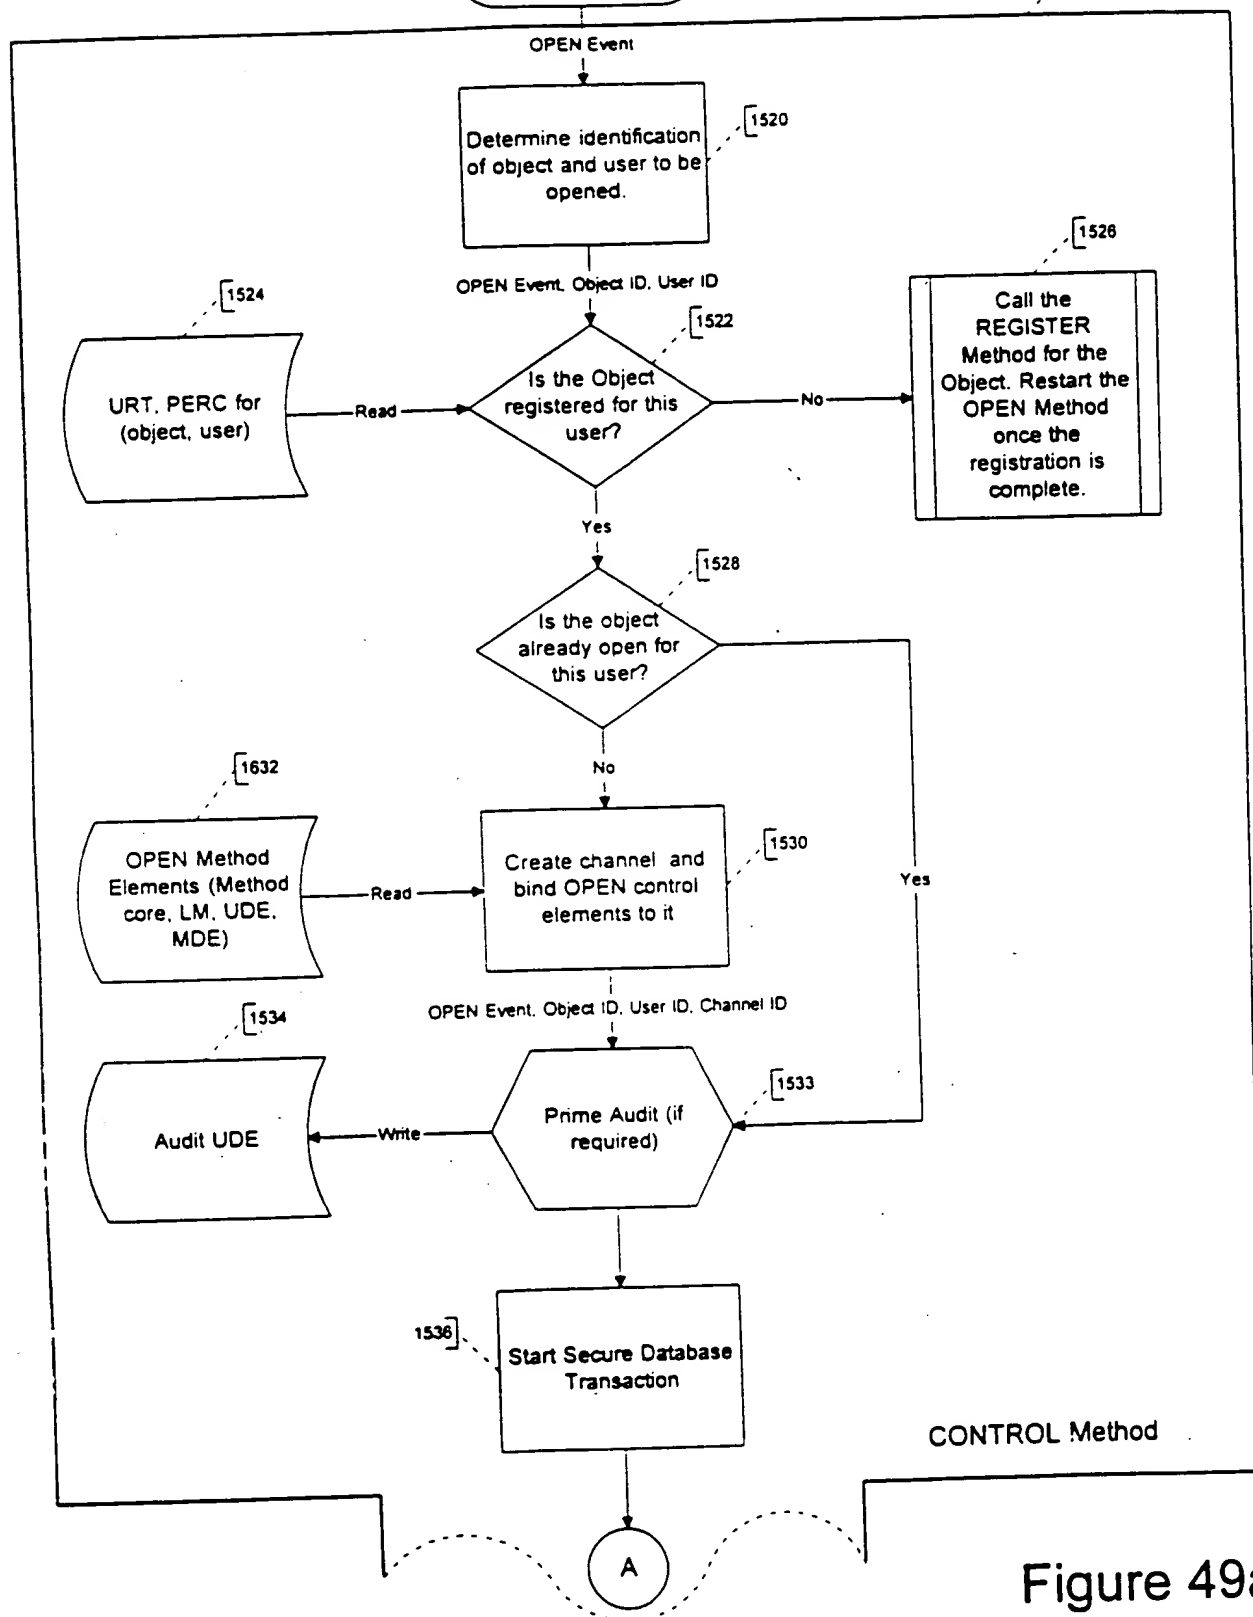 OPEN Event
Determine identification
of object and user to be
opened.
1520
OPEN Event, Object ID, User ID
1526
Call the
REGISTER
Method for the
Object. Restart the
OPEN Method
once the
registration is
complete.
1524
URT, PERC for
(object, user)
Read
1522
Is the Object
registered for this
user?
No
Yes
1528
Is the object
already open for
this user?
No
Yes
1632
OPEN Method
Elements (Method
core, LM, UDE,
MDE)
Read
Create channel and
bind OPEN control
elements to it
1530
OPEN Event, Object ID, User ID, Channel ID
1534
Audit UDE
Write
Prime Audit (if
required)
1533
1536
Start Secure Database
Transaction
CONTROL Method
A
Figure 49a